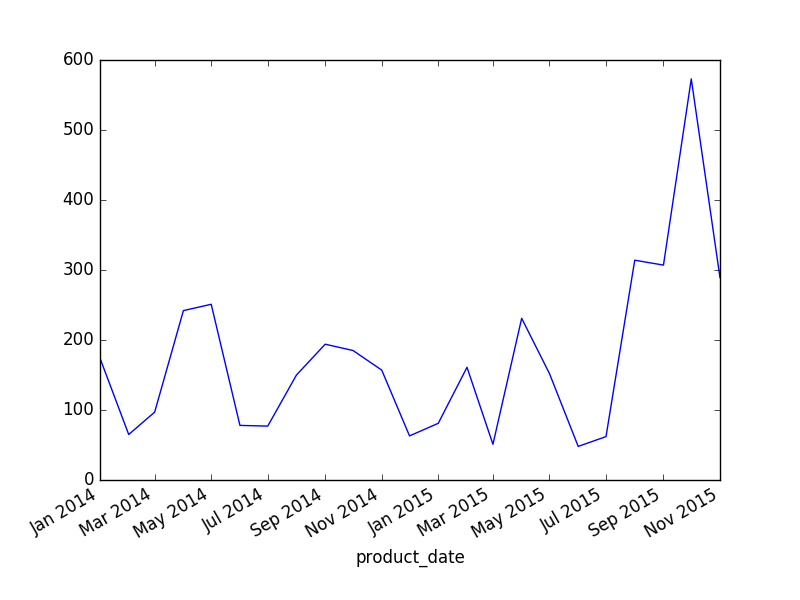 600
500
400
300
200
100
0
Jan 2014
Mar 2014
May 2014
Jul 2014
Sep 2014
Nov 2014
Jan 2015
Mar 2015
May 2015
Jul 2015
Sep 2015
Nov 2015
product_date